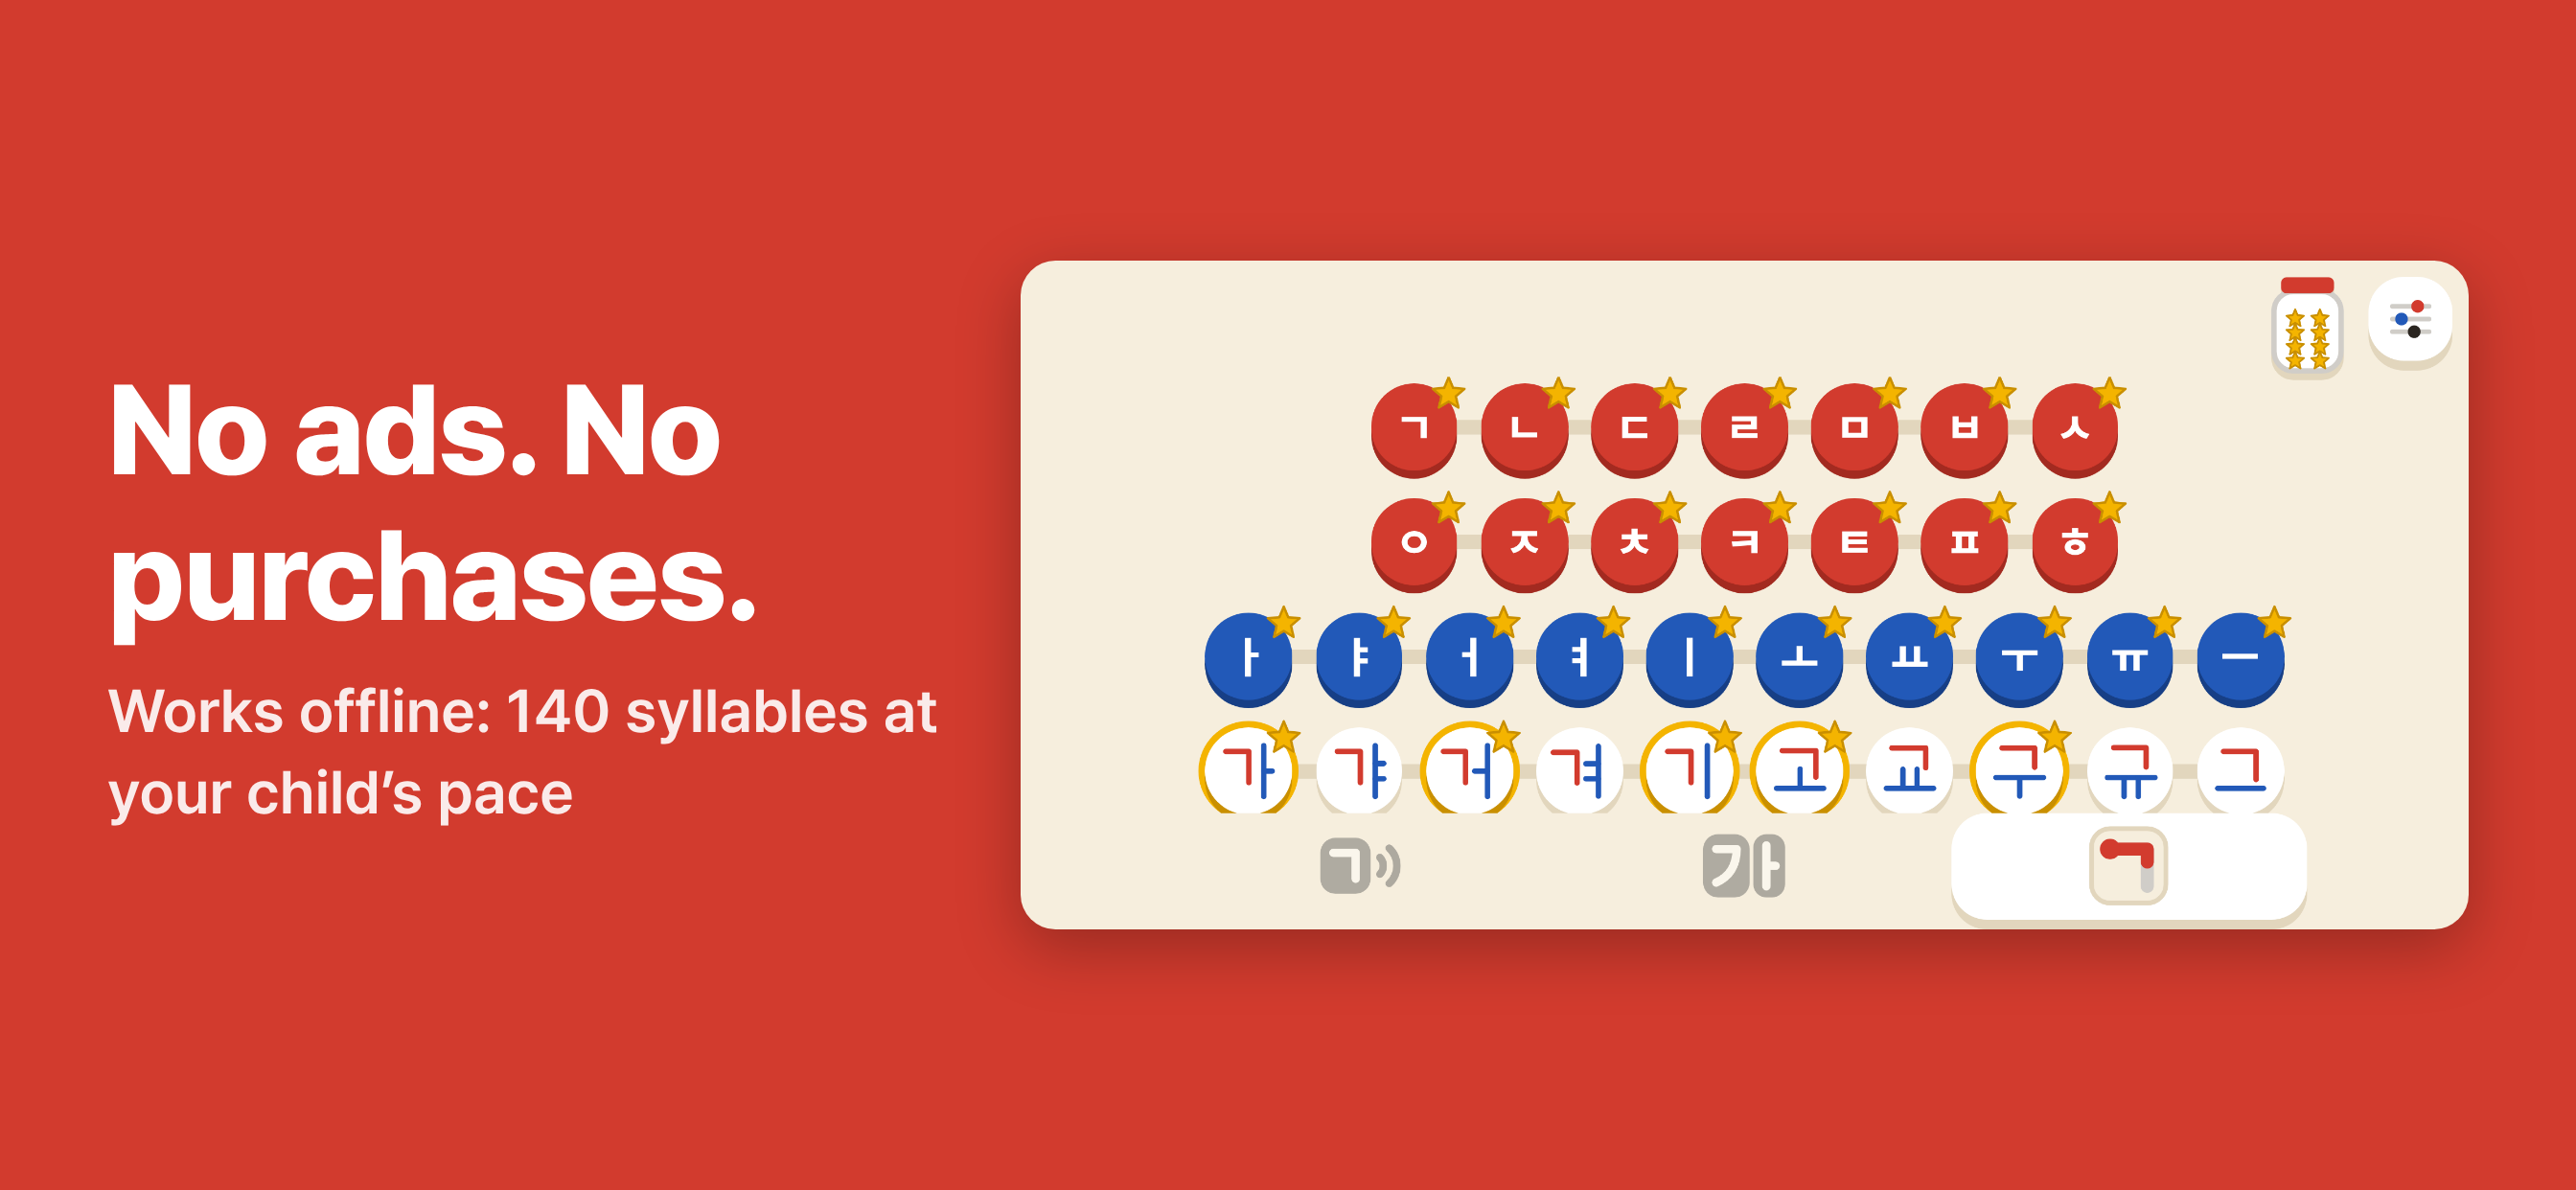 No ads. No
purchases.
Works offline: 140 syllables at
your child’s pace
ㄱ ㄴ ㄷ ㄹ ㅁ ㅂ ㅅ
ㅇ ㅈ ㅊ ㅋ ㅌ ㅍ ㅎ
ㅏ ㅑ ㅓ ㅕ ㅣ ㅗ ㅛ ㅜ ㅠ ㅡ
가 갸 거 겨 기 고 교 구 규 그
ㄱ 가 ㄱ